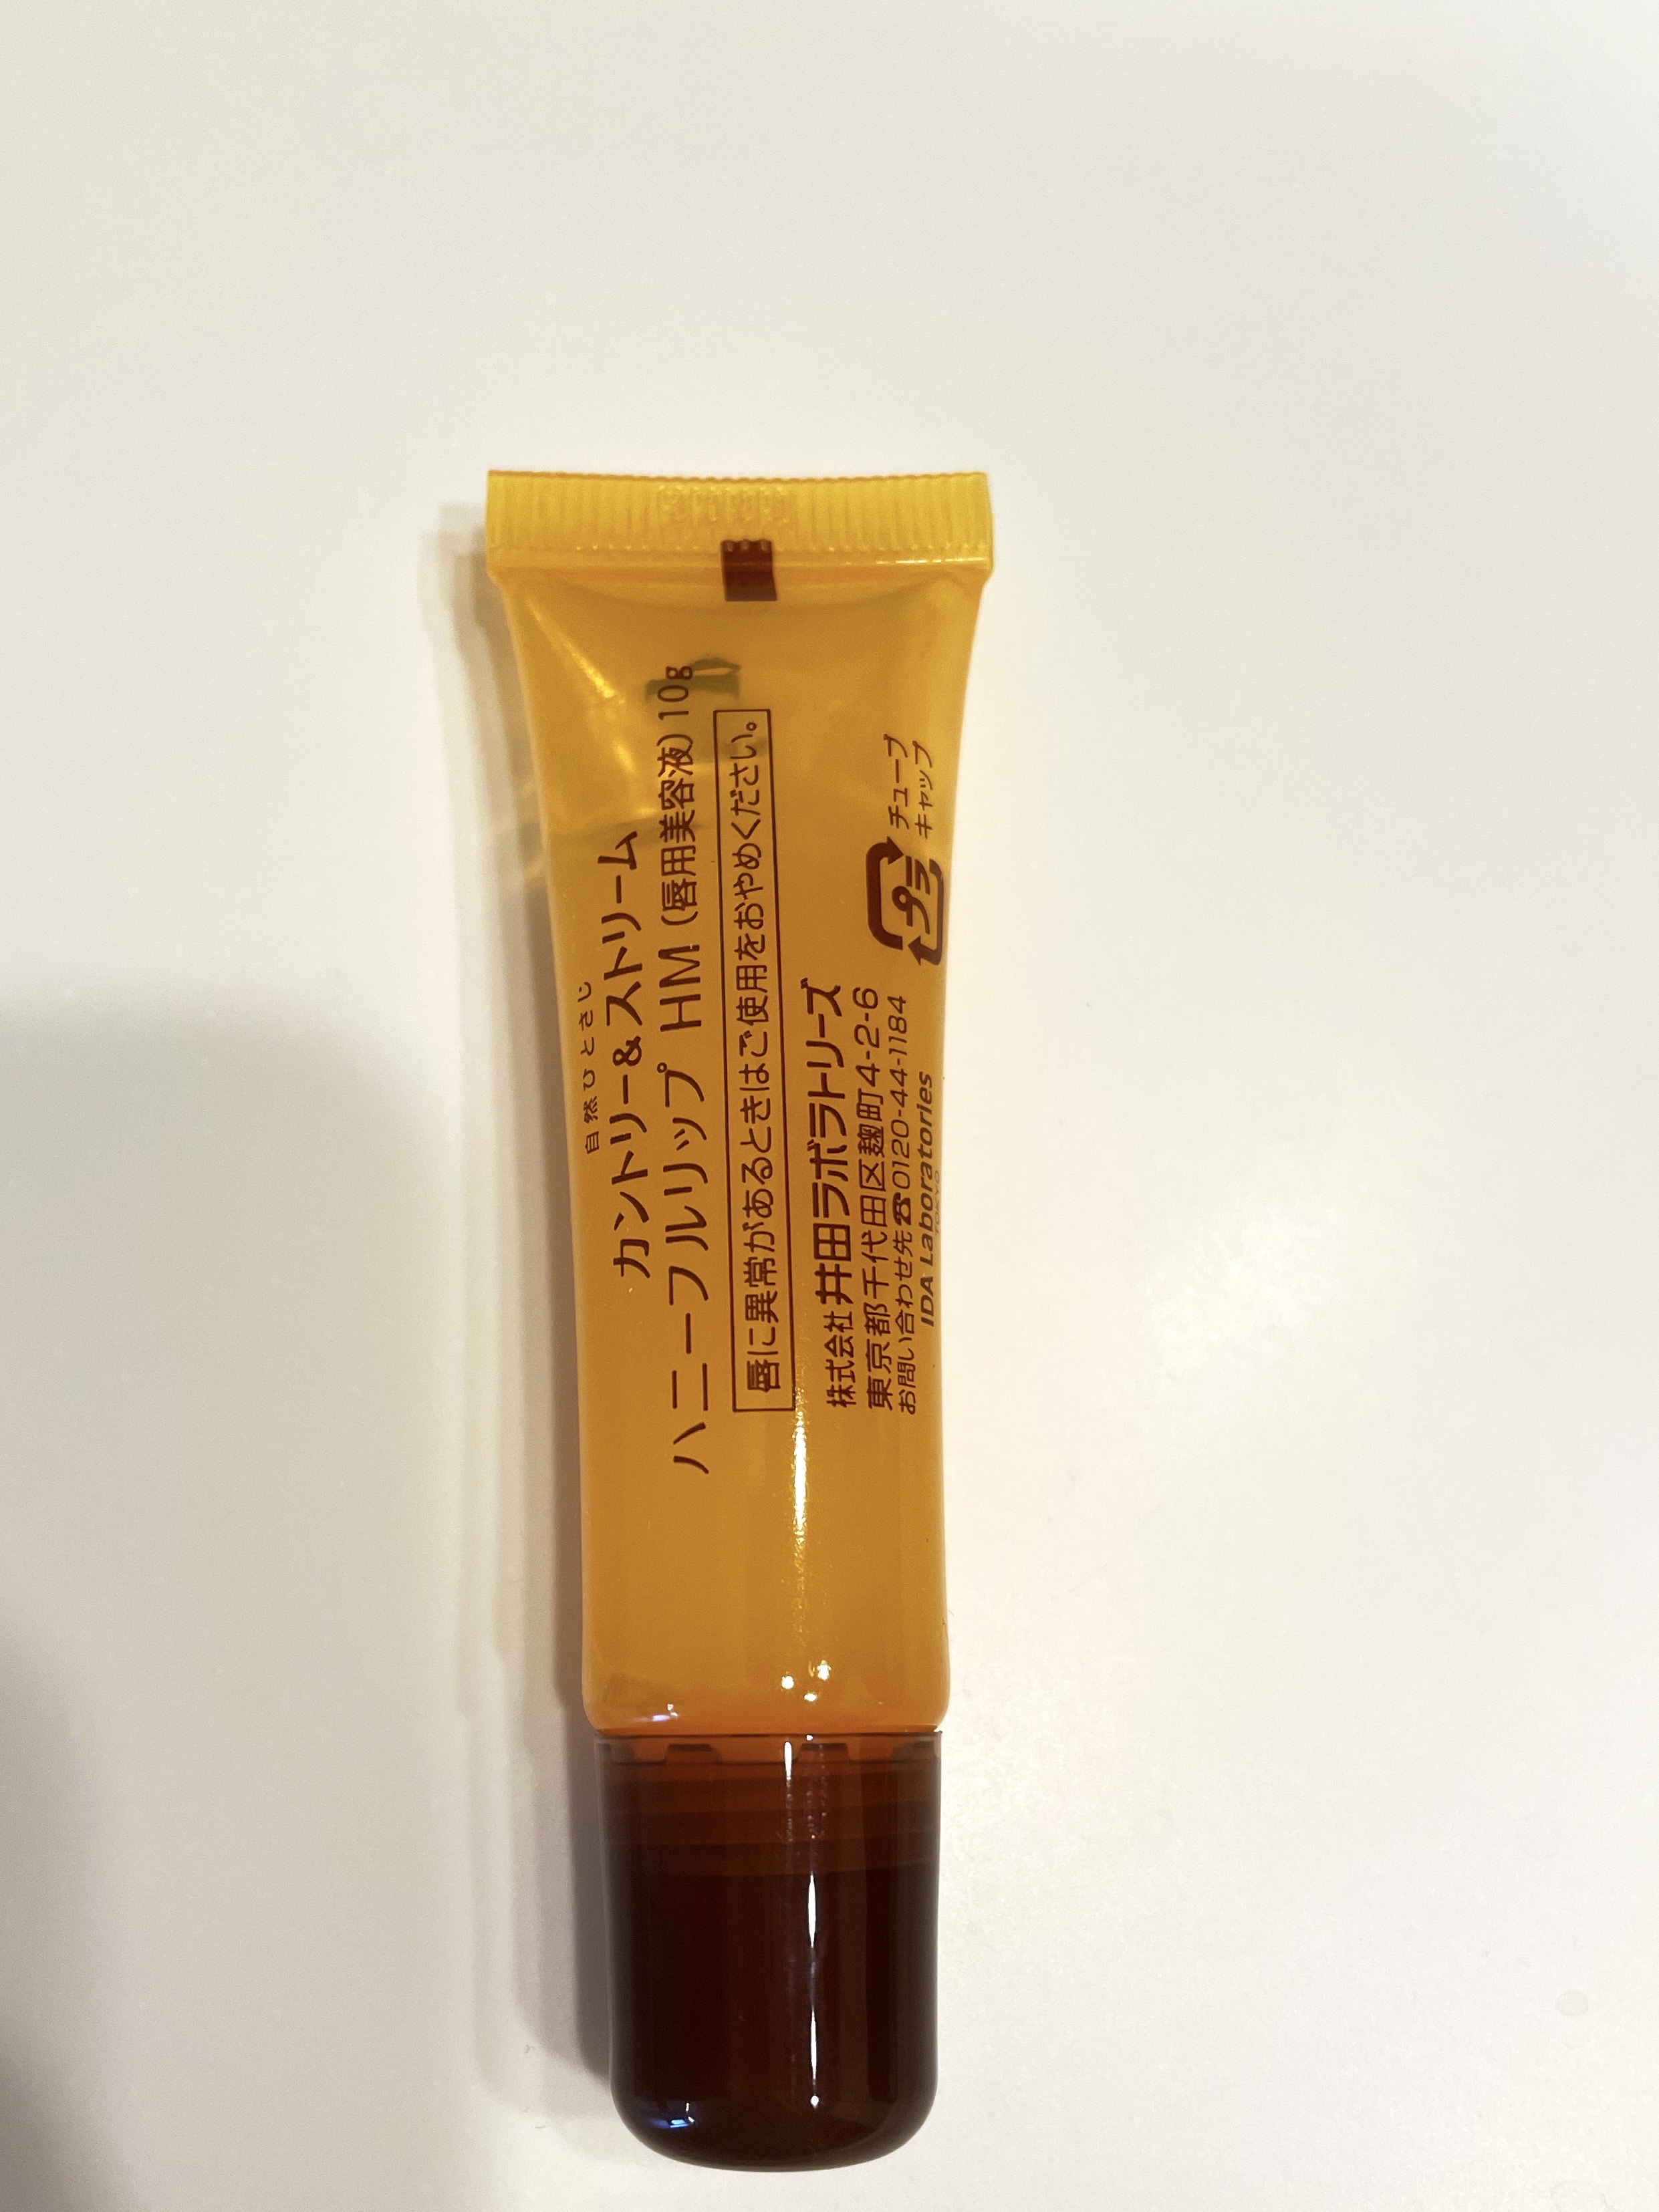 自然ひとさじ
カントリー&ストリーム
ハニーフルリップ HM (唇用美容液) 10g
唇に異常があるときはご使用をおやめください。
株式会社 井田ラボラトリーズ
東京都千代田区麹町4-2-6
お問い合わせ先☎0120-44-1184
IDA Laboratories
TOKYO
プラ
チューブ
キャップ